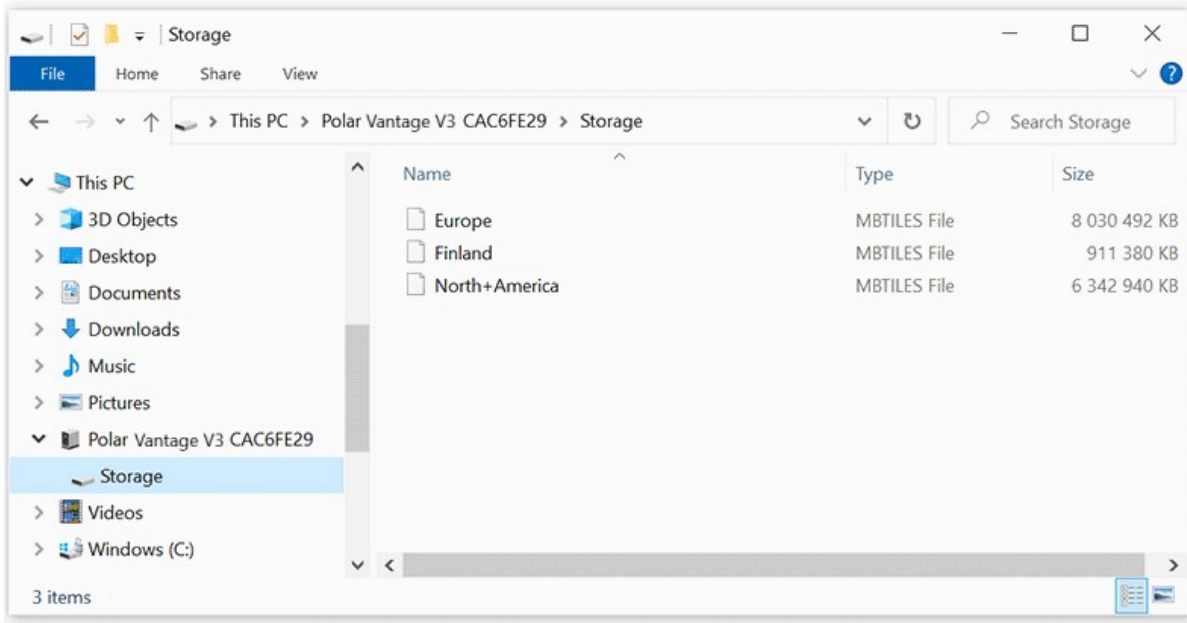 Storage
File Home Share View
This PC > Polar Vantage V3 CAC6FE29 > Storage
Search Storage
This PC
3D Objects
Desktop
Documents
Downloads
Music
Pictures
Polar Vantage V3 CAC6FE29
Storage
Videos
Windows (C:)
Name Type Size
Europe MBTILES File 8 030 492 KB
Finland MBTILES File 911 380 KB
North+America MBTILES File 6 342 940 KB
3 items